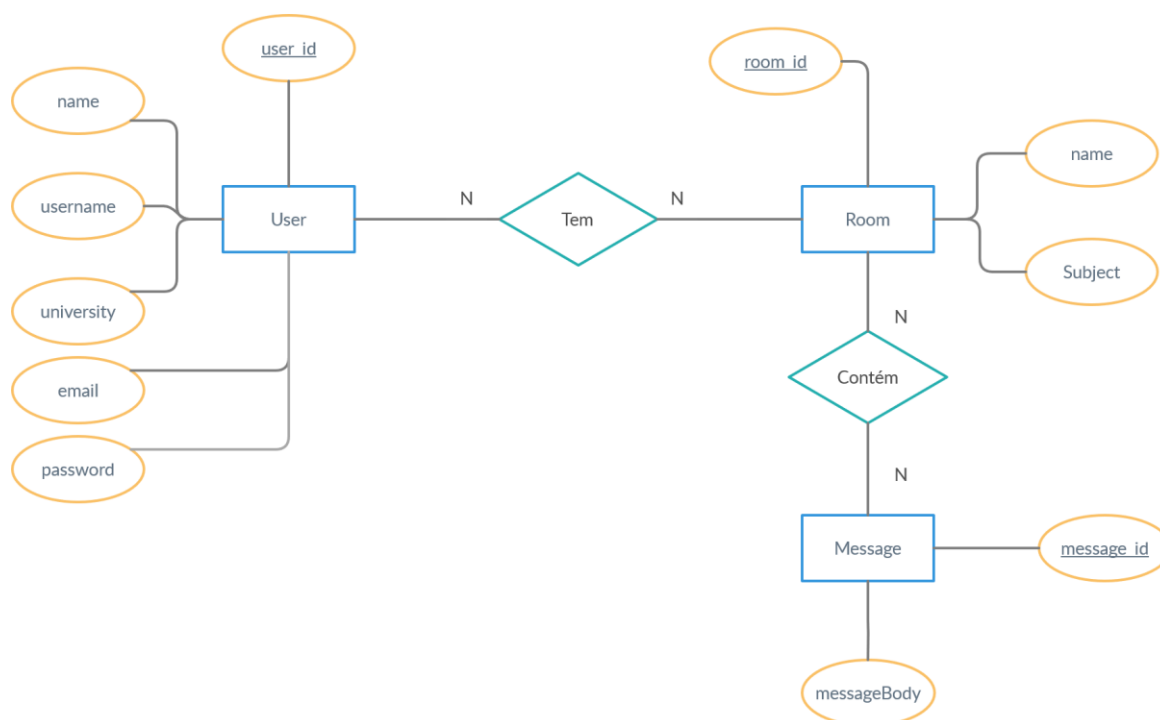 user_id
room_id
name
name
username
N
N
User
Tem
Room
university
Subject
N
email
Contém
password
N
Message
message_id
messageBody